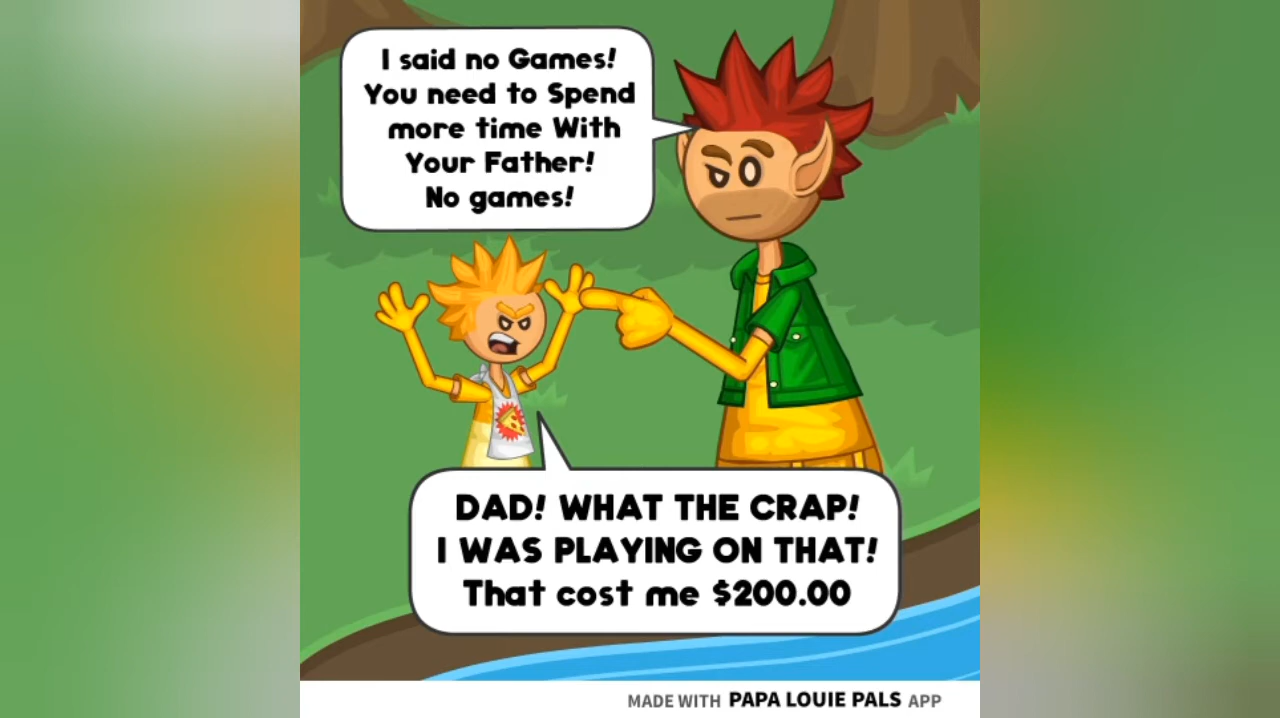 I said no Games!
You need to Spend
more time With
Your Father!
No games!
DAD! WHAT THE CRAP!
I WAS PLAYING ON THAT!
That cost me $200.00
MADE WITH PAPA LOUIE PALS APP